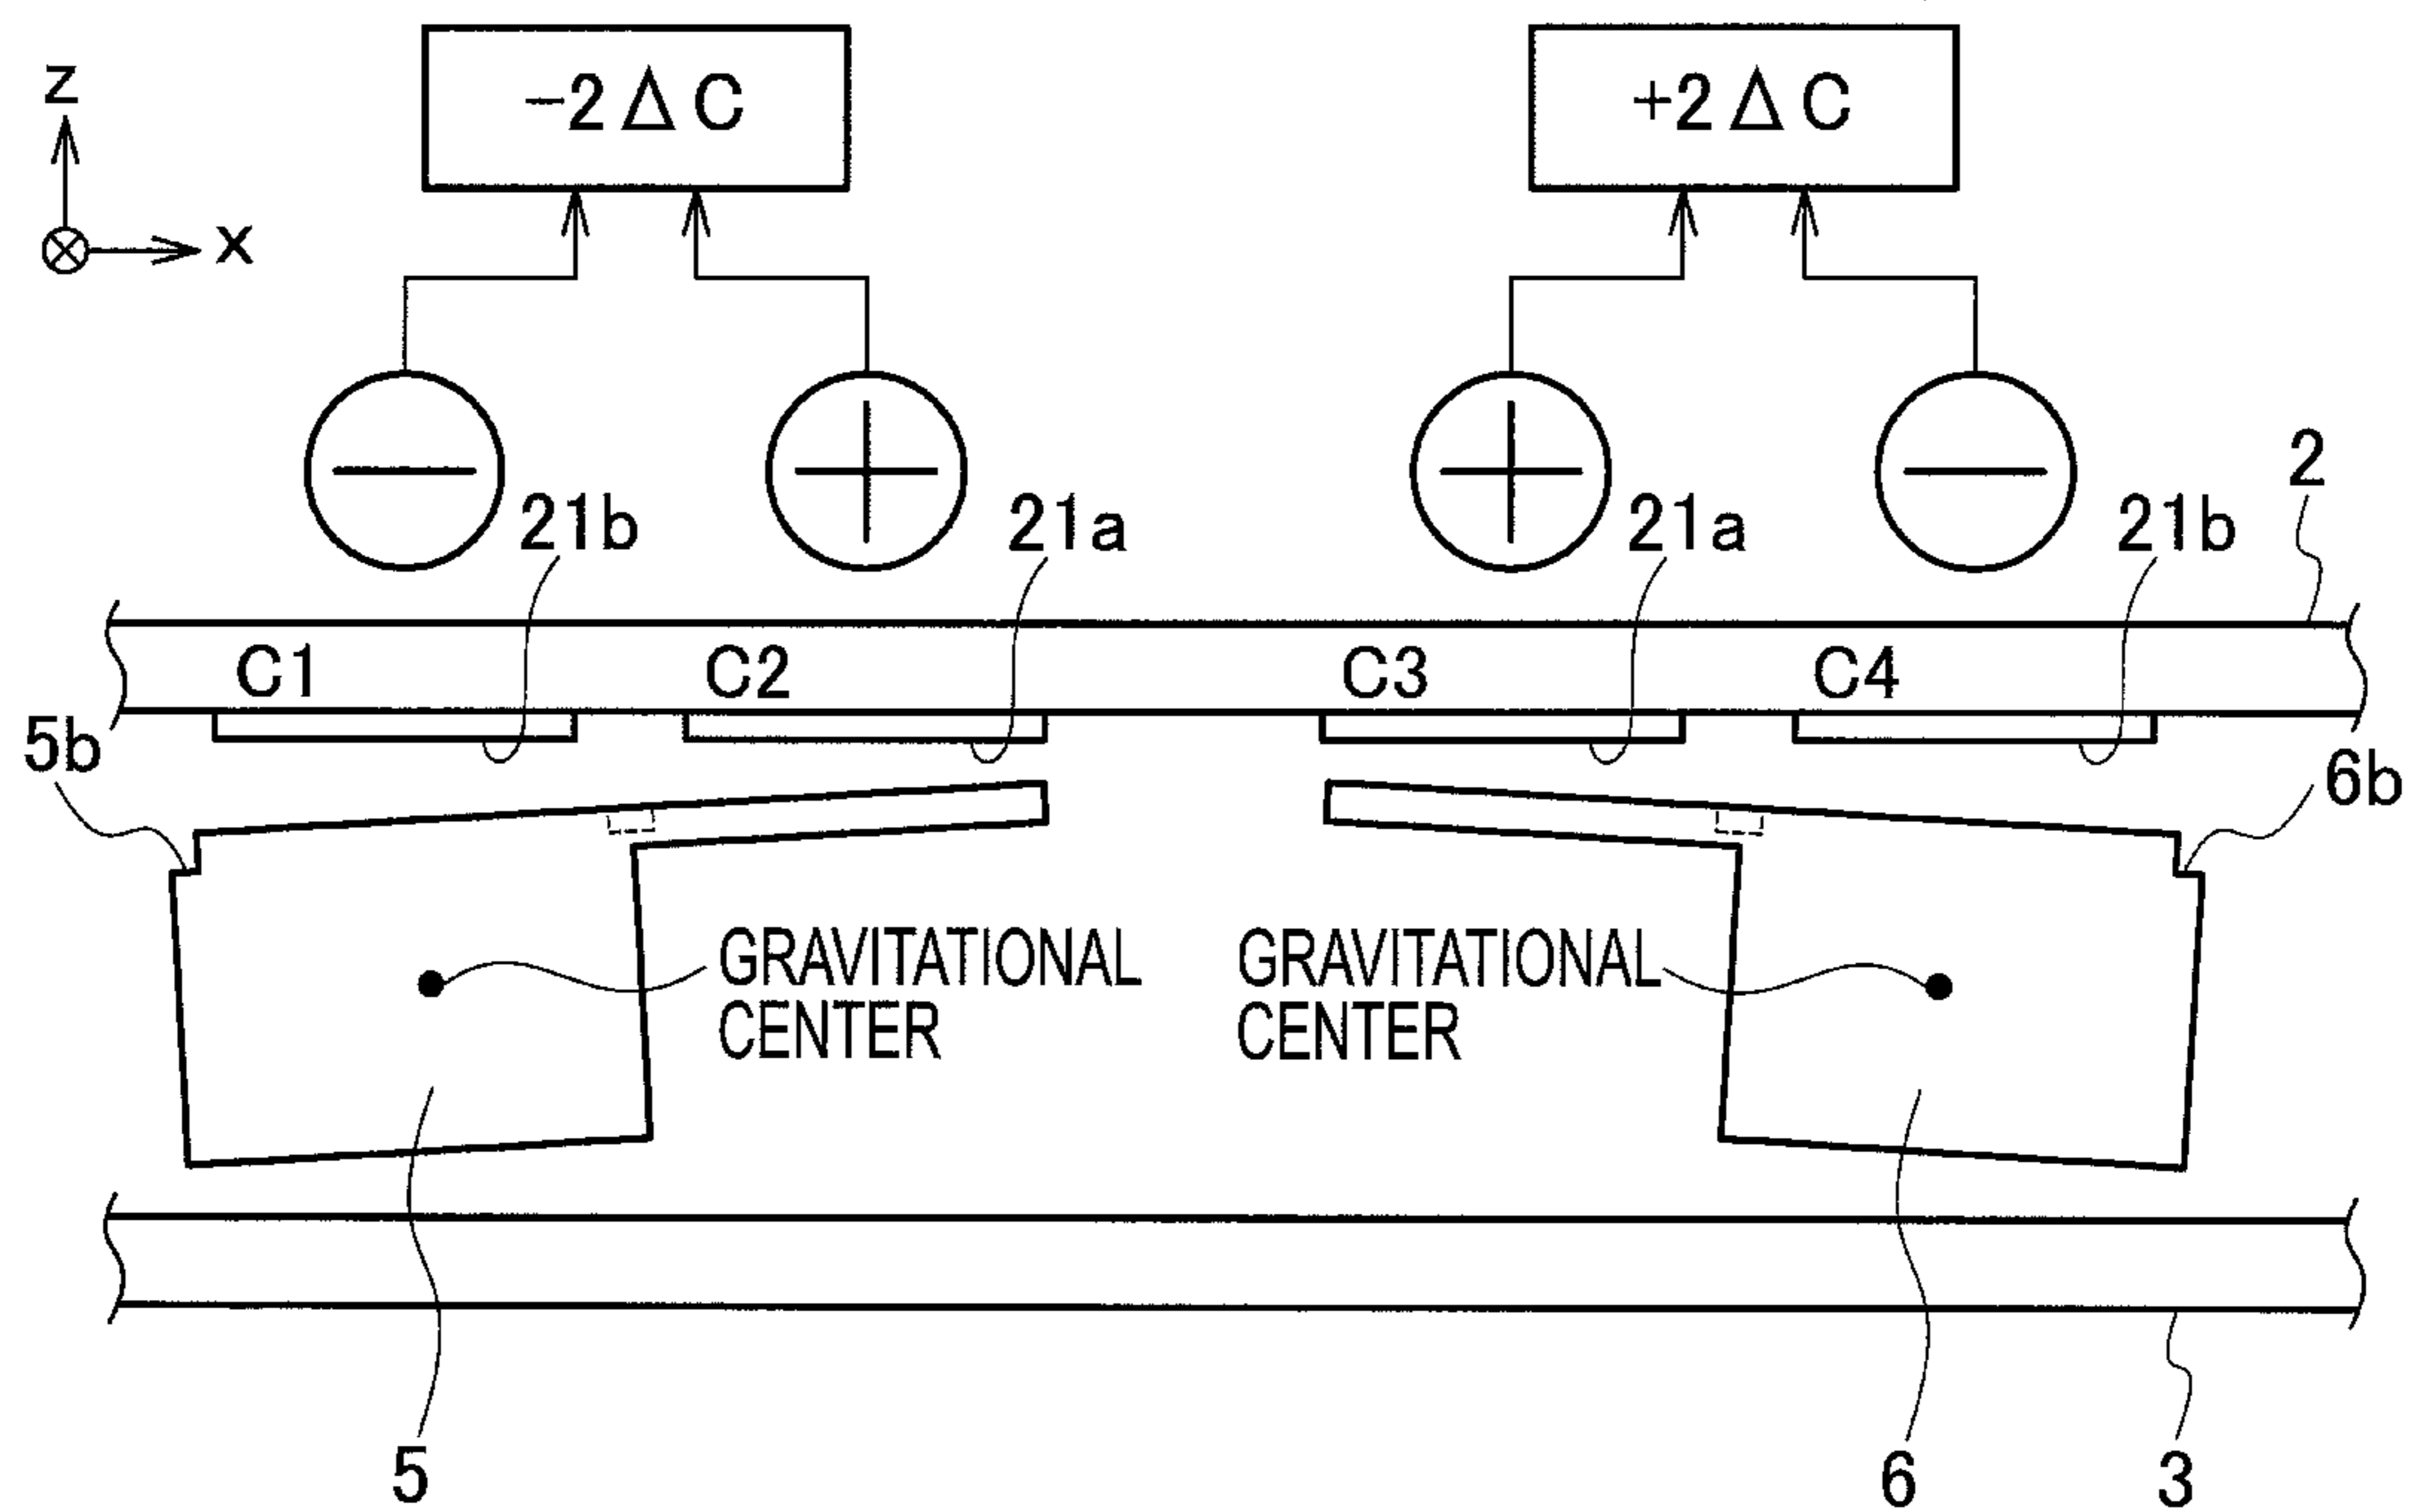 z
x
−2ΔC
+2ΔC
−
+
+
−
21b
21a
21a
2
21b
C1
C2
C3
C4
5b
6b
GRAVITATIONAL
CENTER
GRAVITATIONAL
CENTER
5
6
3